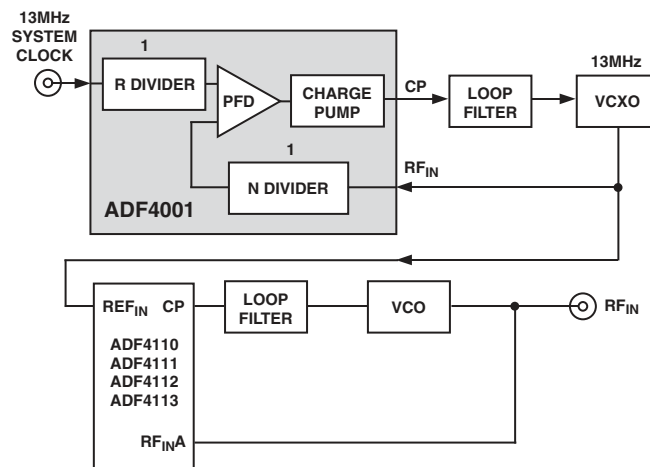 13MHz
SYSTEM
CLOCK
1
R DIVIDER
PFD
CHARGE
PUMP
CP
LOOP
FILTER
13MHz
VCXO
1
N DIVIDER
RFIN
ADF4001
REFIN
CP
LOOP
FILTER
VCO
RFIN
ADF4110
ADF4111
ADF4112
ADF4113
RFINA